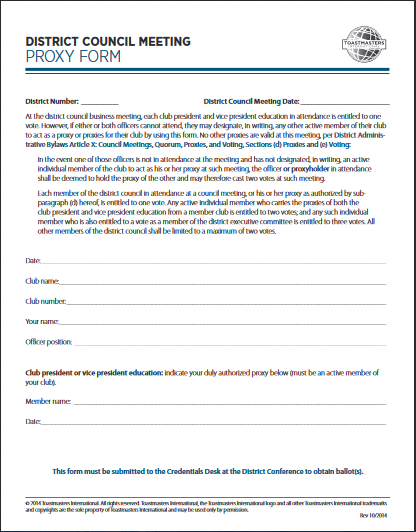 DISTRICT COUNCIL MEETING
PROXY FORM
TOASTMASTERS
INTERNATIONAL
District Number: __________ District Council Meeting Date: ____________________
At the district council business meeting, each club president and vice president education in attendance is entitled to one
vote. However, if either or both officers cannot attend, they may designate, in writing, any other active member of their club
to act as a proxy or proxies for their club by using this form. No other proxies are valid at this meeting, per District Adminis-
trative Bylaws Article X: Council Meetings, Quorum, Proxies, and Voting, Sections (d) Proxies and (e) Voting:
In the event one of those officers is not in attendance at the meeting and has not designated, in writing, an active
individual member of the club to act as his or her proxy at such meeting, the officer or proxyholder in attendance
shall be deemed to hold the proxy of the other and may therefore cast two votes at such meeting.
Each member of the district council in attendance at a council meeting, or his or her proxy as authorized by sub-
paragraph (d) hereof, is entitled to one vote. Any active individual member who carries the proxies of both the
club president and vice president education from a member club is entitled to two votes; and any such individual
member who is also entitled to a vote as a member of the district executive committee is entitled to three votes. All
other members of the district council shall be limited to a maximum of two votes.
Date:
Club name:
Club number:
Your name:
Officer position:
Club president or vice president education: indicate your duly authorized proxy below (must be an active member of
your club).
Member name:
Date:
This form must be submitted to the Credentials Desk at the District Conference to obtain ballot(s).
© 2014 Toastmasters International. All rights reserved. Toastmasters International, the Toastmasters International logo and all other Toastmasters International trademarks
and copyrights are the sole property of Toastmasters International and may be used only by permission.
Rev 10/2014